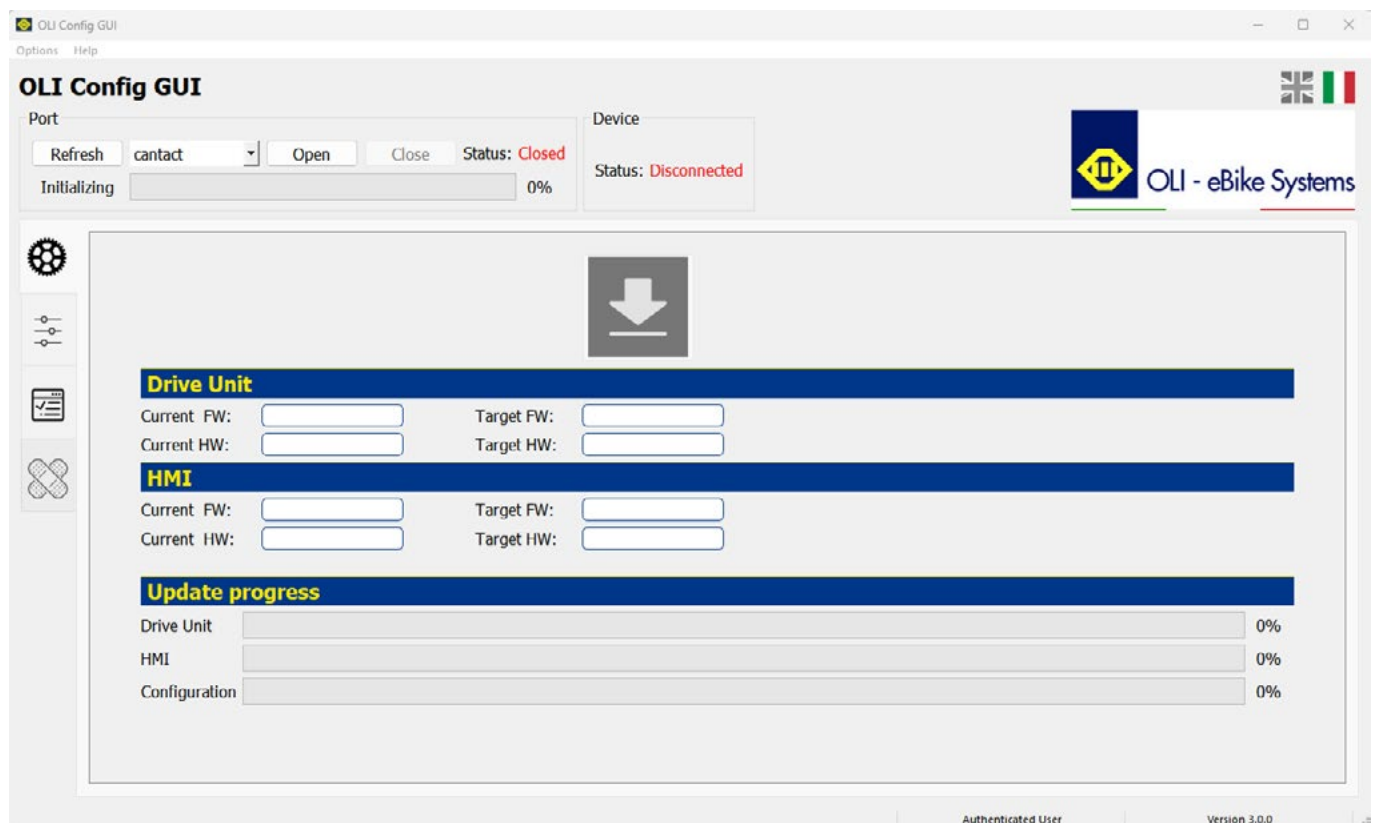 OLI Config GUI
Options Help
OLI Config GUI
Port
Refresh cantact Open Close Status: Closed
Initializing 0%
Device
Status: Disconnected
OLI - eBike Systems
Drive Unit
Current FW: Target FW:
Current HW: Target HW:
HMI
Current FW: Target FW:
Current HW: Target HW:
Update progress
Drive Unit 0%
HMI 0%
Configuration 0%
Authenticated User Version 3.0.0